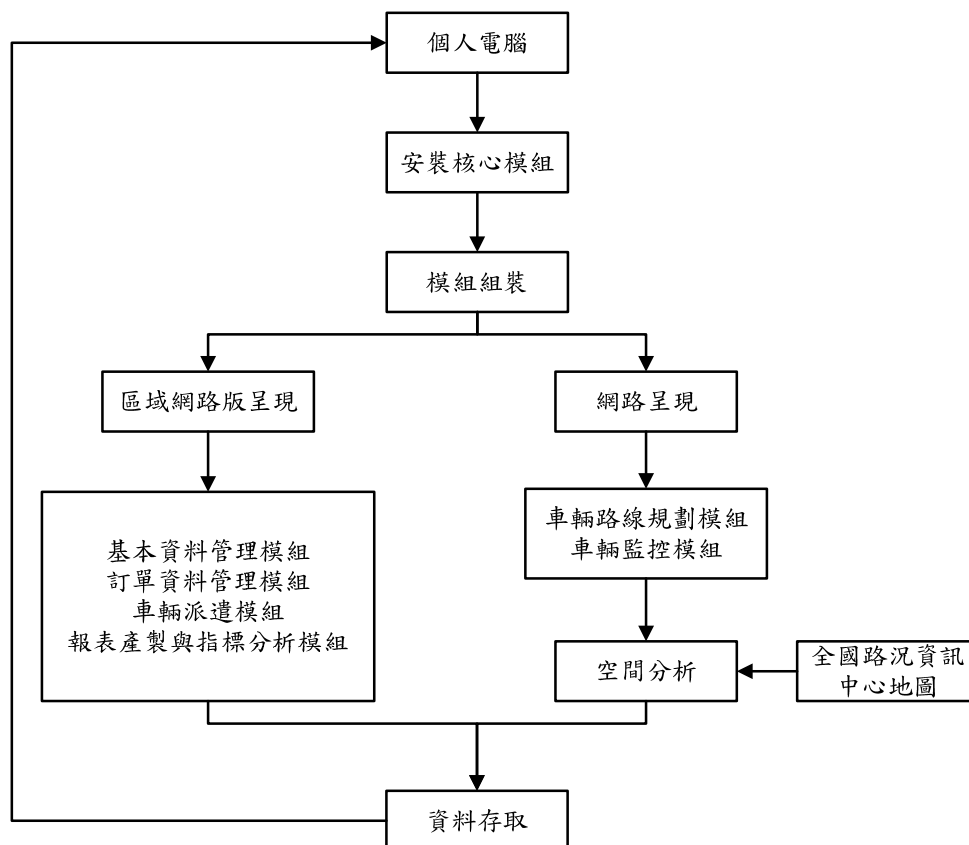 個人電腦
安裝核心模組
模組組裝
區域網路版呈現
網路呈現
基本資料管理模組
訂單資料管理模組
車輛派遣模組
報表產製與指標分析模組
車輛路線規劃模組
車輛監控模組
空間分析
全國路況資訊
中心地圖
資料存取